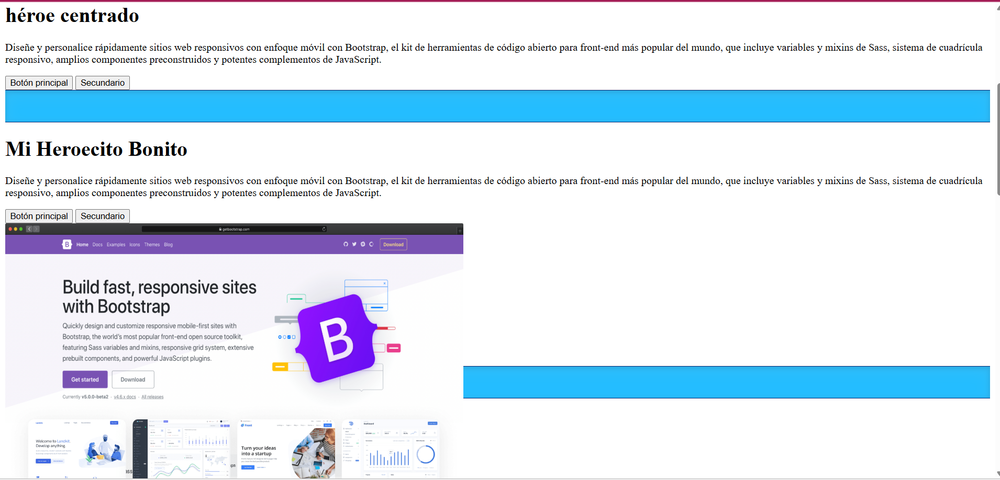 héroe centrado
Diseñe y personalice rápidamente sitios web responsivos con enfoque móvil con Bootstrap, el kit de herramientas de código abierto para front-end más popular del mundo, que incluye variables y mixins de Sass, sistema de cuadrícula
responsivo, amplios componentes preconstruidos y potentes complementos de JavaScript.
Botón principal Secundario
Mi Heroecito Bonito
Diseñe y personalice rápidamente sitios web responsivos con enfoque móvil con Bootstrap, el kit de herramientas de código abierto para front-end más popular del mundo, que incluye variables y mixins de Sass, sistema de cuadrícula
responsivo, amplios componentes preconstruidos y potentes complementos de JavaScript.
Botón principal Secundario
getbootstrap.com
B Home Docs Examples Icons Themes Blog Download
Build fast, responsive sites
with Bootstrap
Quickly design and customize responsive mobile-first sites with
Bootstrap, the world's most popular front-end open source toolkit,
featuring Sass variables and mixins, responsive grid system, extensive
prebuilt components, and powerful JavaScript plugins.
B
Get started Download
Currently v5.0.0-beta2 · v4.6.x docs · All releases
Landkit.
Welcome to Landkit.
Develop anything.
Front
Turn your ideas
into a startup
Dashboard